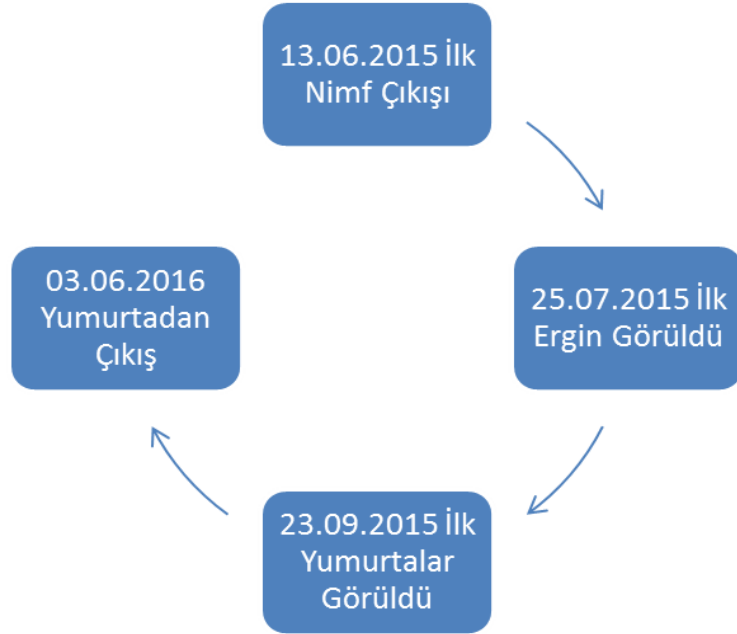 13.06.2015 İlk
Nimf Çıkışı
25.07.2015 İlk
Ergin Görüldü
23.09.2015 İlk
Yumurtalar
Görüldü
03.06.2016
Yumurtadan
Çıkış